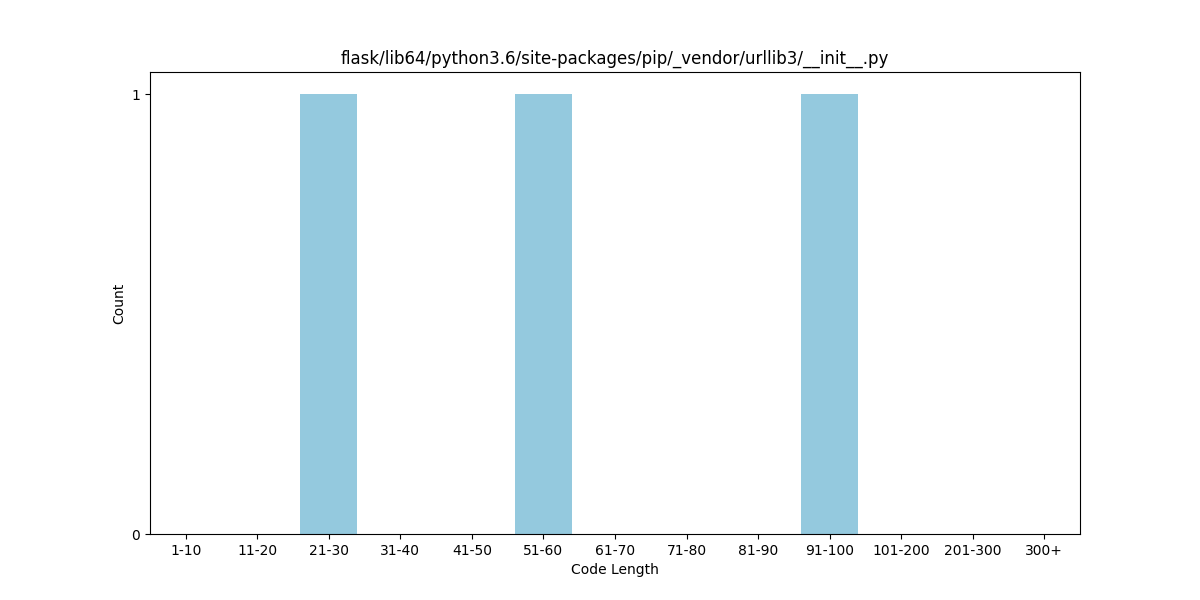 flask/lib64/python3.6/site-packages/pip/_vendor/urllib3/__init__.py
1
0
Count
1-10 11-20 21-30 31-40 41-50 51-60 61-70 71-80 81-90 91-100 101-200 201-300 300+
Code Length